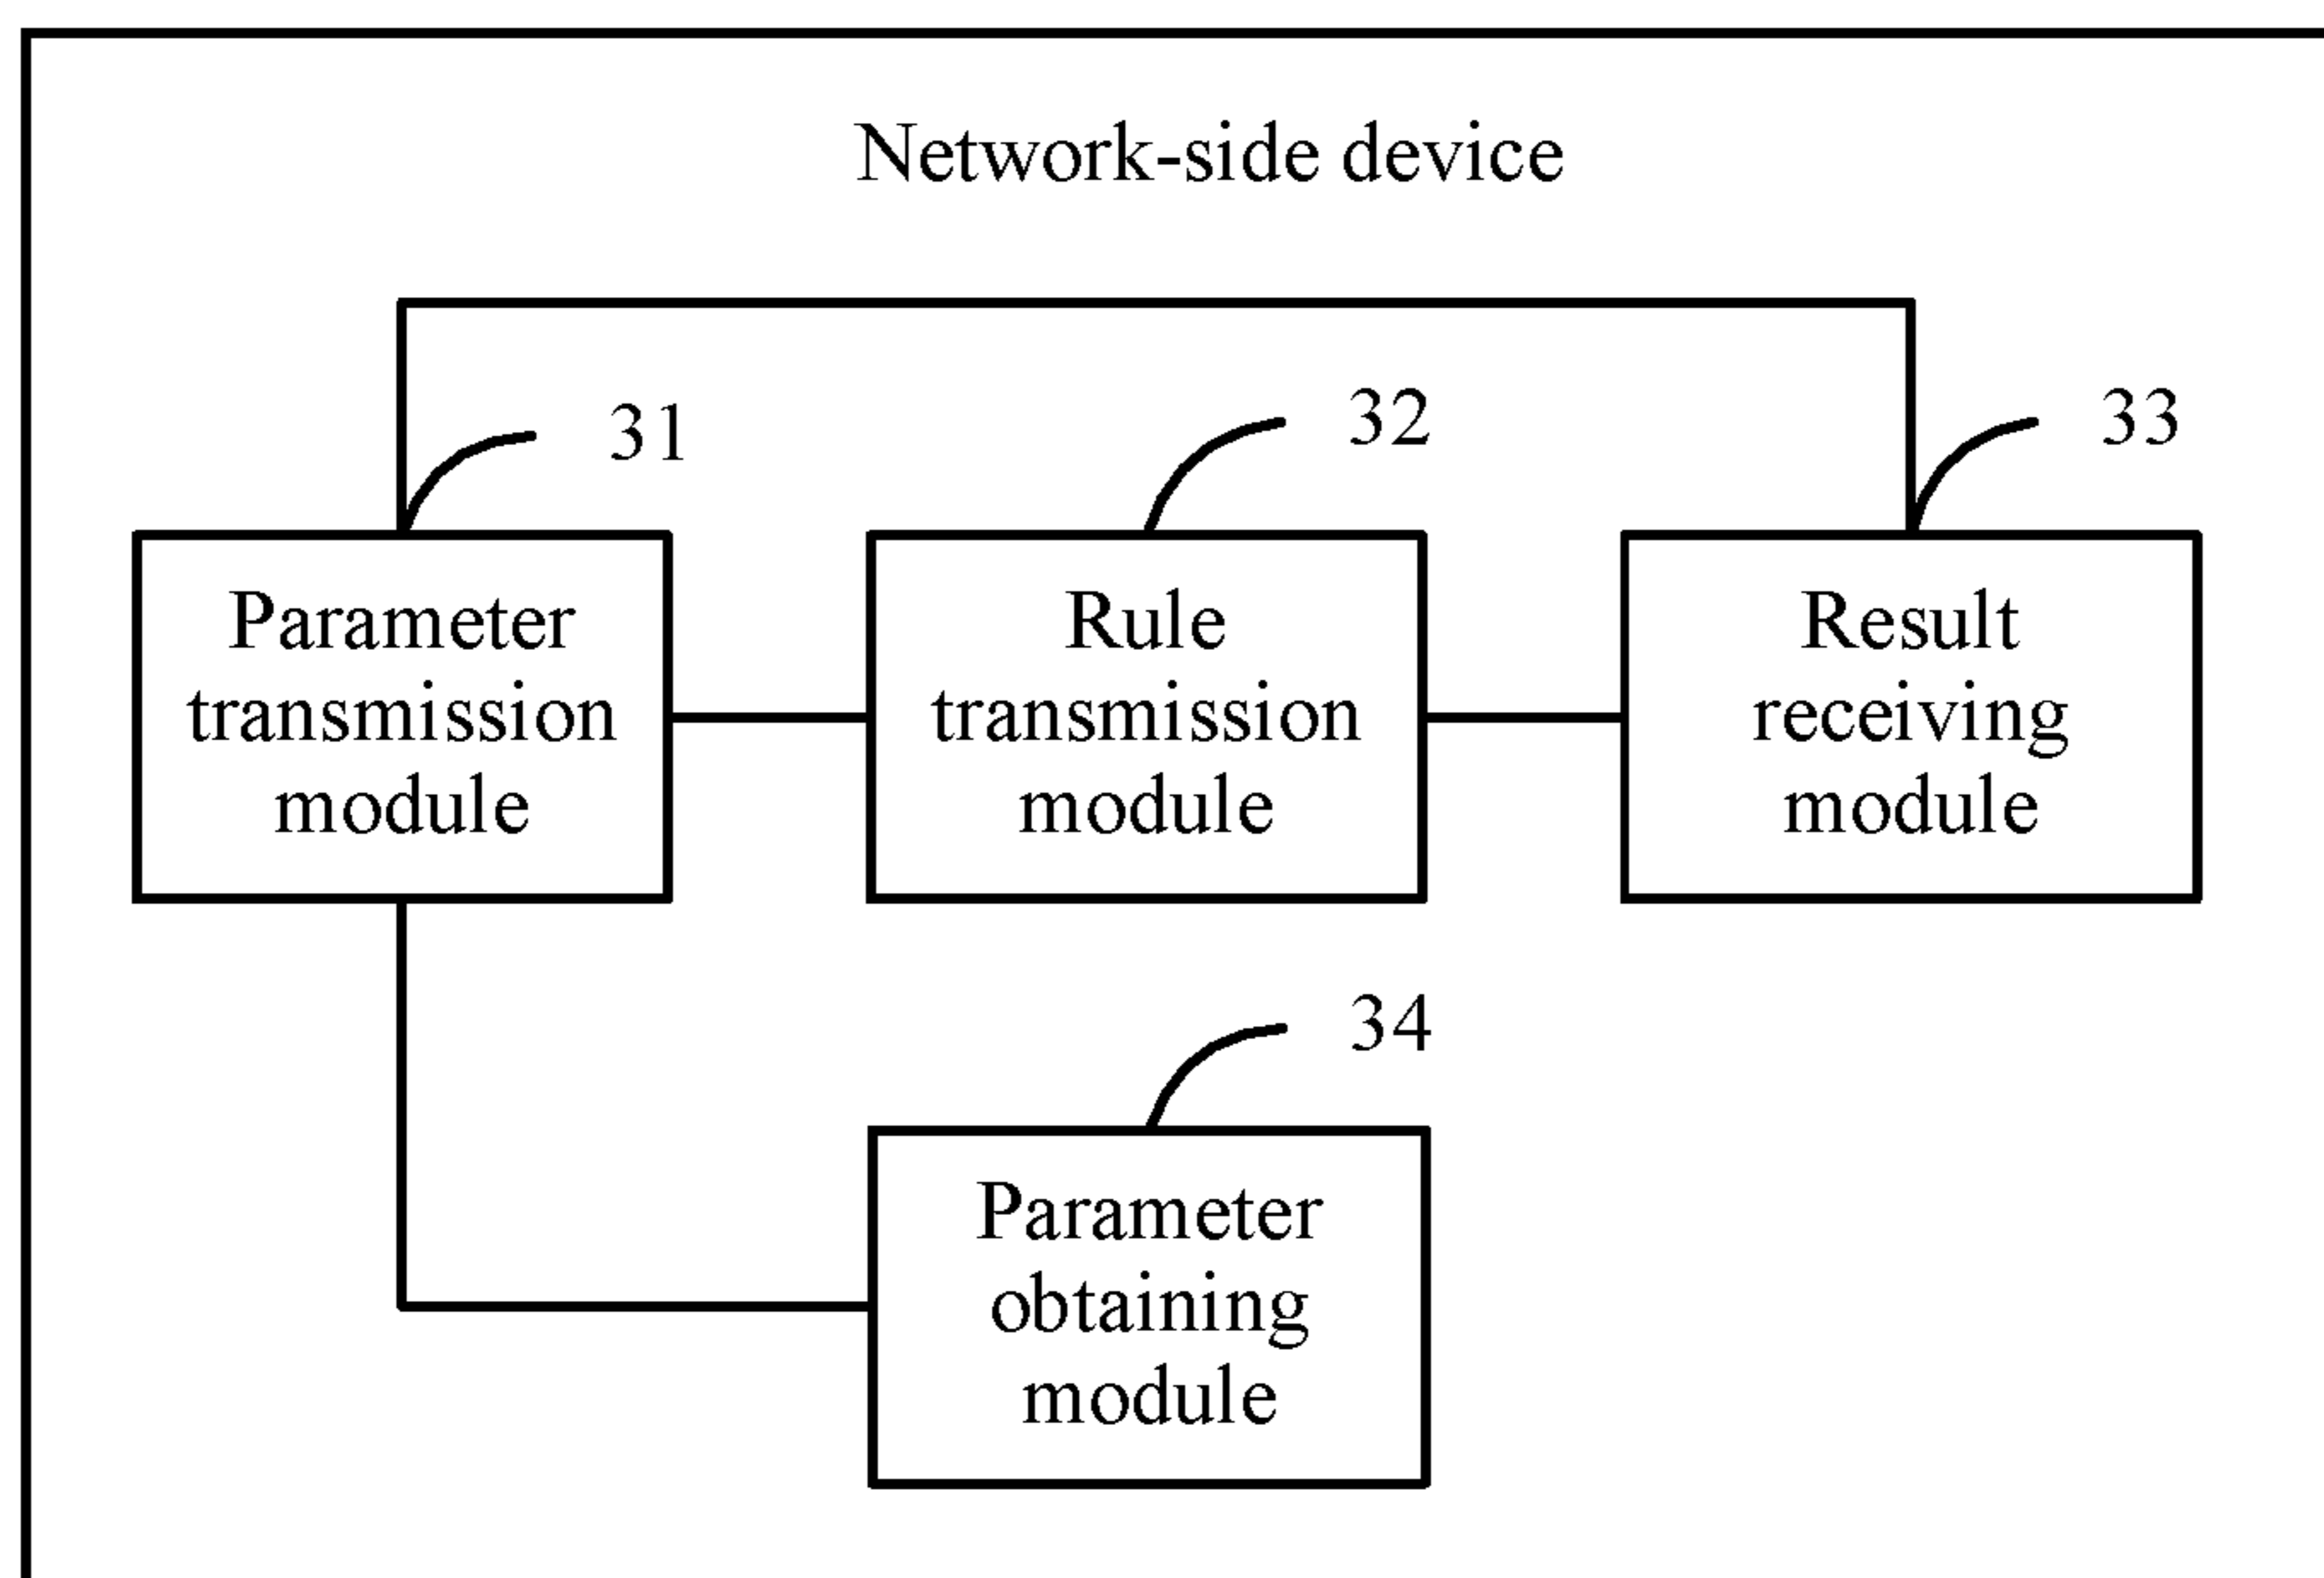 Network-side device
31
32
33
Parameter
transmission
module
Rule
transmission
module
Result
receiving
module
34
Parameter
obtaining
module